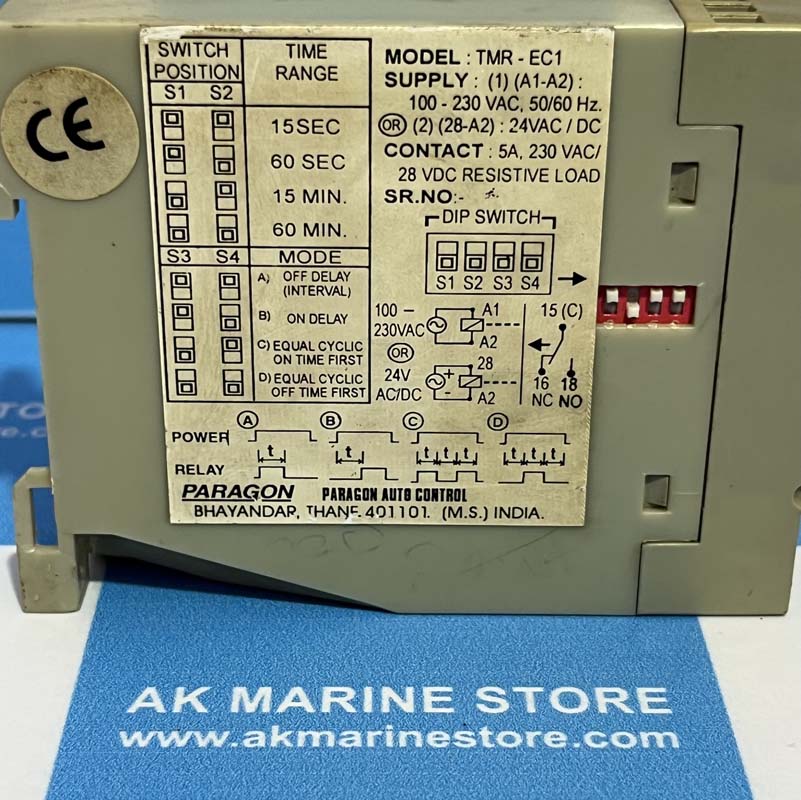 CE
SWITCH POSITION TIME RANGE
S1 S2
15SEC
60 SEC
15 MIN.
60 MIN.
S3 S4 MODE
A) OFF DELAY
(INTERVAL)
B) ON DELAY
C) EQUAL CYCLIC
ON TIME FIRST
D) EQUAL CYCLIC
OFF TIME FIRST
MODEL : TMR - EC1
SUPPLY : (1) (A1-A2) :
100 - 230 VAC, 50/60 Hz.
OR (2) (28-A2) : 24VAC / DC
CONTACT : 5A, 230 VAC/
28 VDC RESISTIVE LOAD
SR.NO:-
DIP SWITCH
S1 S2 S3 S4
100 – 230VAC A1 A2
OR
24V AC/DC 28 A2
15 (C)
16 18
NC NO
A B C D
POWER
t t t t t t t t
RELAY
PARAGON PARAGON AUTO CONTROL
BHAYANDAR, THANE 401101. (M.S.) INDIA.
STORE
e.com
AK MARINE STORE
www.akmarinestore.com